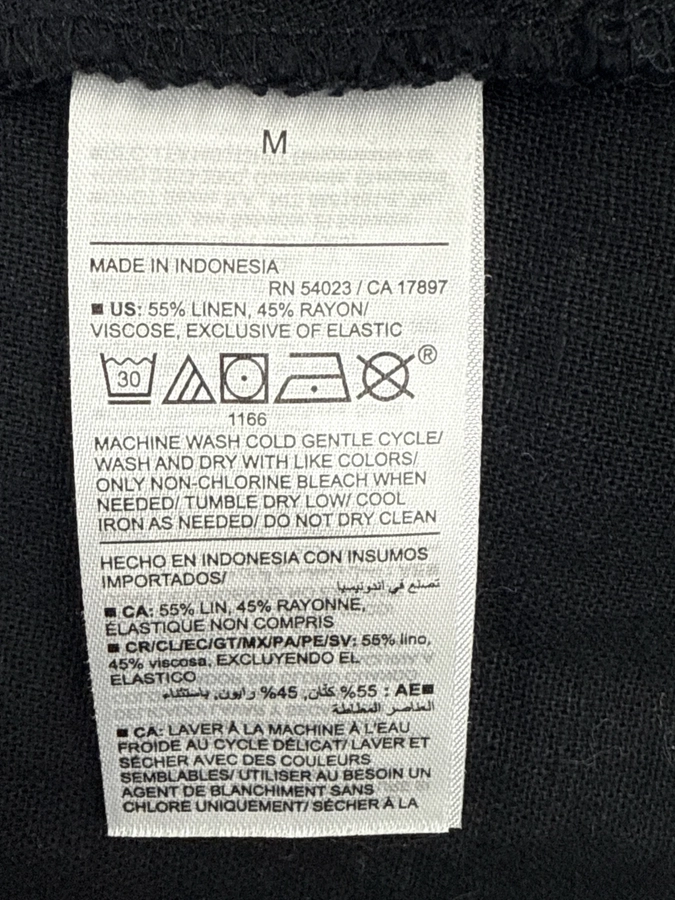 M
MADE IN INDONESIA
RN 54023 / CA 17897
US: 55% LINEN, 45% RAYON/
VISCOSE, EXCLUSIVE OF ELASTIC
30
®
1166
MACHINE WASH COLD GENTLE CYCLE/
WASH AND DRY WITH LIKE COLORS/
ONLY NON-CHLORINE BLEACH WHEN
NEEDED/ TUMBLE DRY LOW/ COOL
IRON AS NEEDED/ DO NOT DRY CLEAN
HECHO EN INDONESIA CON INSUMOS
IMPORTADOS/
تصنع في اندونيسيا
CA: 55% LIN, 45% RAYONNE,
ÉLASTIQUE NON COMPRIS
CR/CL/EC/GT/MX/PA/PE/SV: 55% lino,
45% viscosa, EXCLUYENDO EL
ELASTICO
AE : 55% كتّان, 45% رايون, باستثناء
العناصر المطاطة
CA: LAVER À LA MACHINE À L'EAU
FROIDE AU CYCLE DÉLICAT/ LAVER ET
SÉCHER AVEC DES COULEURS
SEMBLABLES/ UTILISER AU BESOIN UN
AGENT DE BLANCHIMENT SANS
CHLORE UNIQUEMENT/ SÉCHER À LA